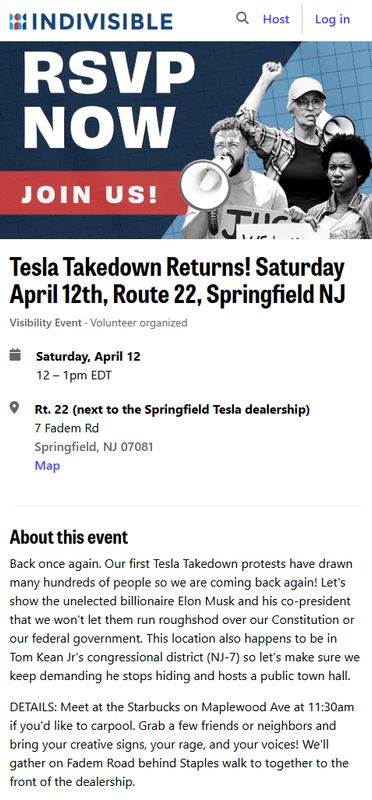 INDIVISIBLE
Host
Log in
RSVP
NOW
JOIN US!
Tesla Takedown Returns! Saturday
April 12th, Route 22, Springfield NJ
Visibility Event · Volunteer organized
Saturday, April 12
12 – 1pm EDT
Rt. 22 (next to the Springfield Tesla dealership)
7 Fadem Rd
Springfield, NJ 07081
Map
About this event
Back once again. Our first Tesla Takedown protests have drawn
many hundreds of people so we are coming back again! Let's
show the unelected billionaire Elon Musk and his co-president
that we won't let them run roughshod over our Constitution or
our federal government. This location also happens to be in
Tom Kean Jr's congressional district (NJ-7) so let's make sure we
keep demanding he stops hiding and hosts a public town hall.
DETAILS: Meet at the Starbucks on Maplewood Ave at 11:30am
if you'd like to carpool. Grab a few friends or neighbors and
bring your creative signs, your rage, and your voices! We'll
gather on Fadem Road behind Staples walk to together to the
front of the dealership.